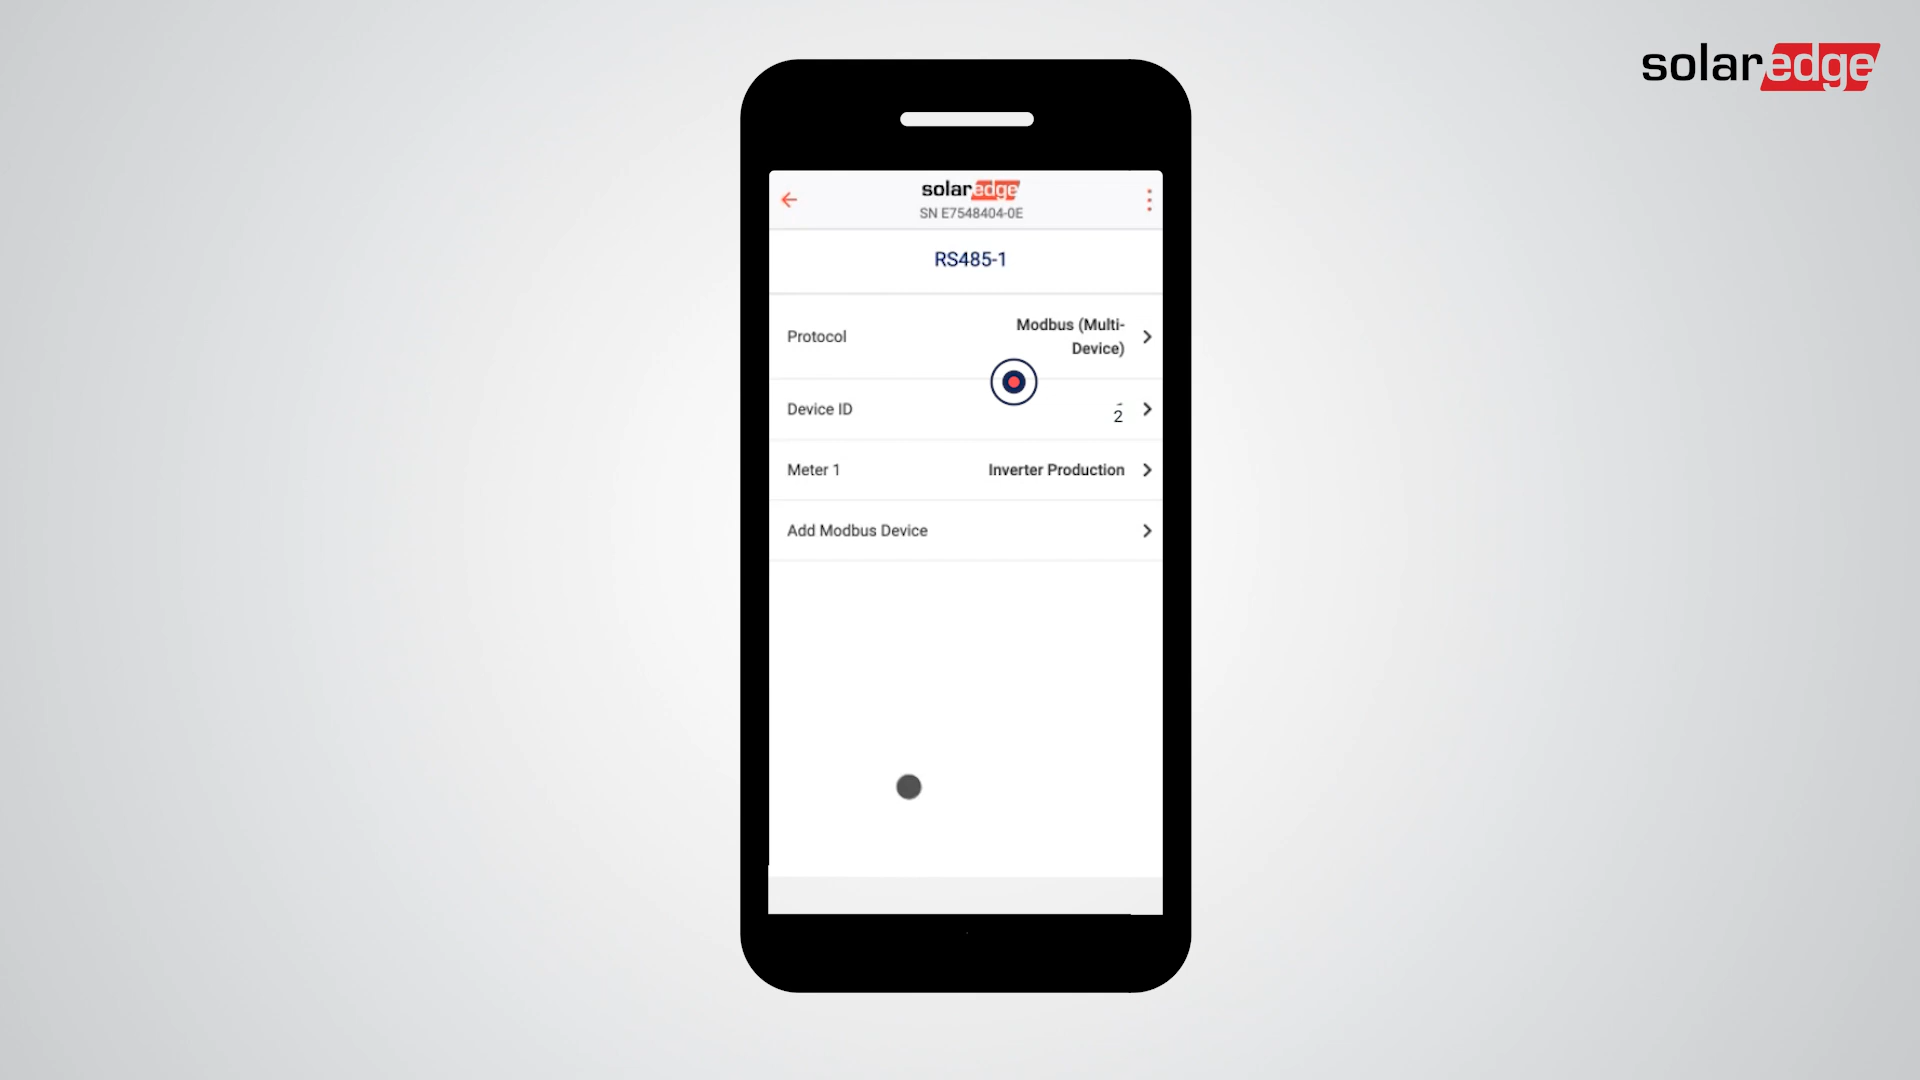 solaredge
solaredge
SN E7548404-0E
RS485-1
Protocol
Modbus (Multi-
Device)
Device ID
2
Meter 1
Inverter Production
Add Modbus Device